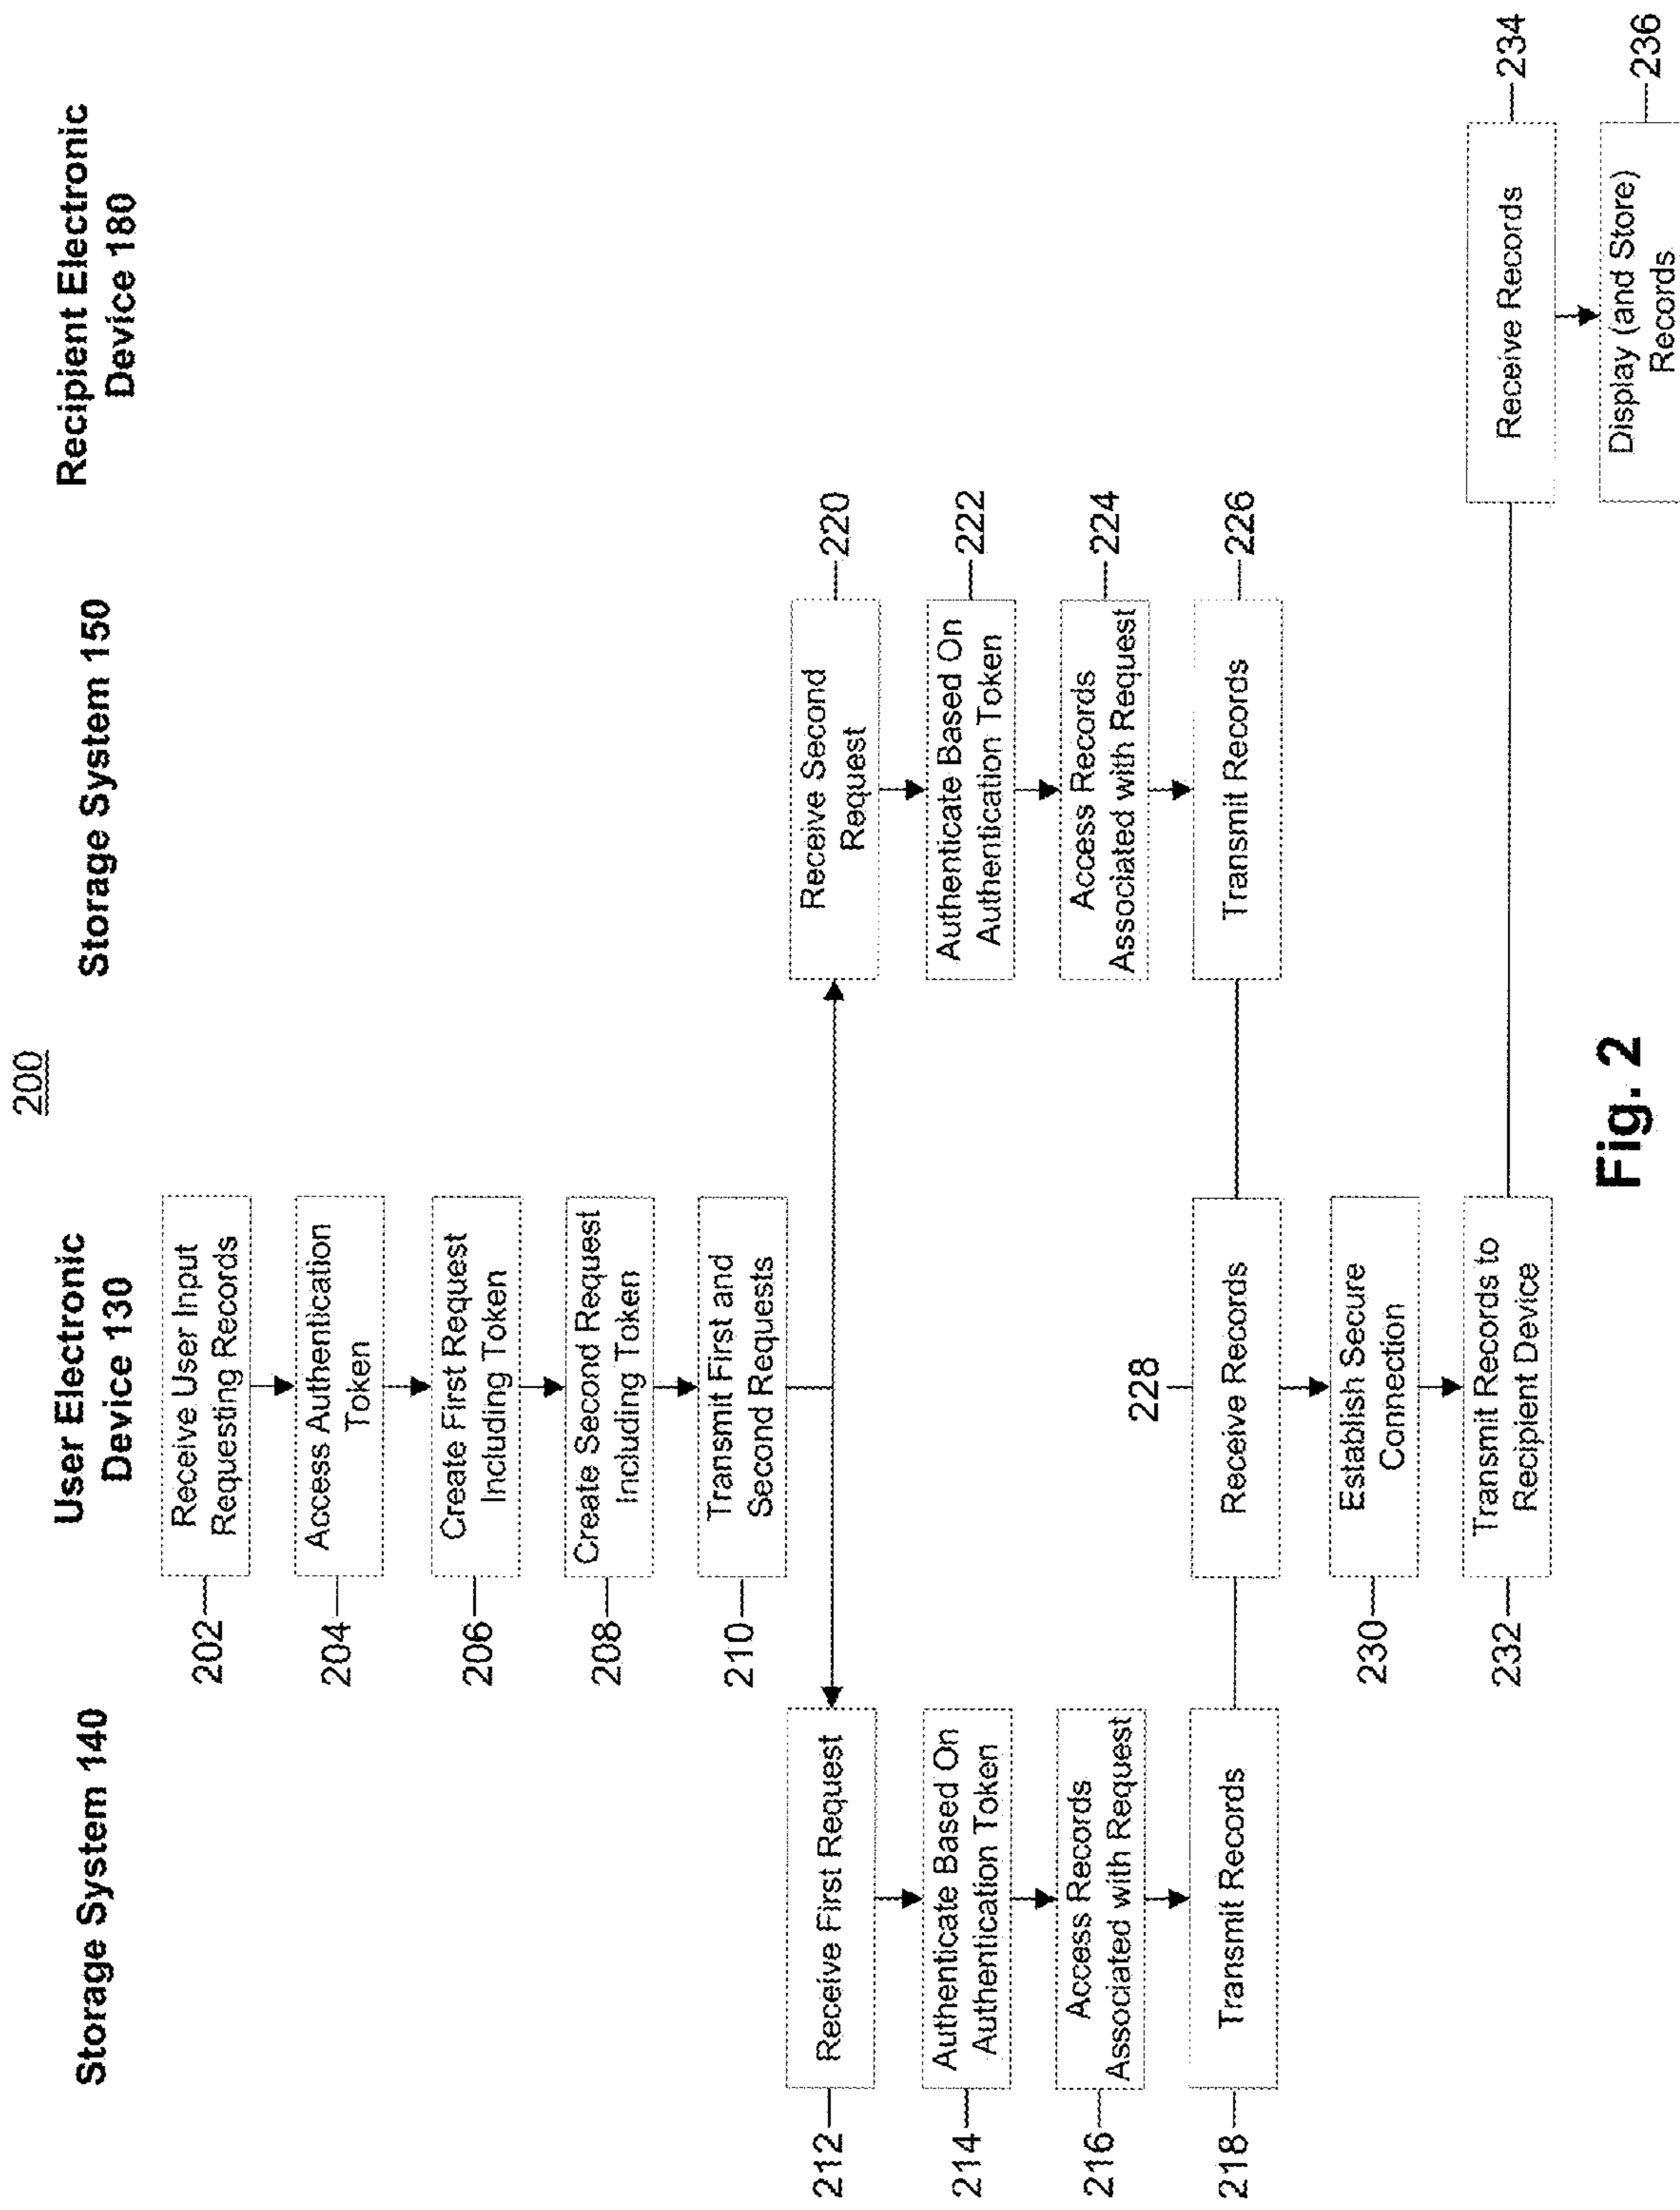 200
Storage System 140
User Electronic
Device 130
Storage System 150
Recipient Electronic
Device 180
202
Receive User Input
Requesting Records
204
Access Authentication
Token
206
Create First Request
Including Token
208
Create Second Request
Including Token
210
Transmit First and
Second Requests
212
Receive First Request
214
Authenticate Based On
Authentication Token
216
Access Records
Associated with Request
218
Transmit Records
Receive Second
Request
220
Authenticate Based On
Authentication Token
222
Access Records
Associated with Request
224
Transmit Records
226
228
Receive Records
230
Establish Secure
Connection
232
Transmit Records to
Recipient Device
Receive Records
234
Display (and Store)
Records
236
Fig. 2